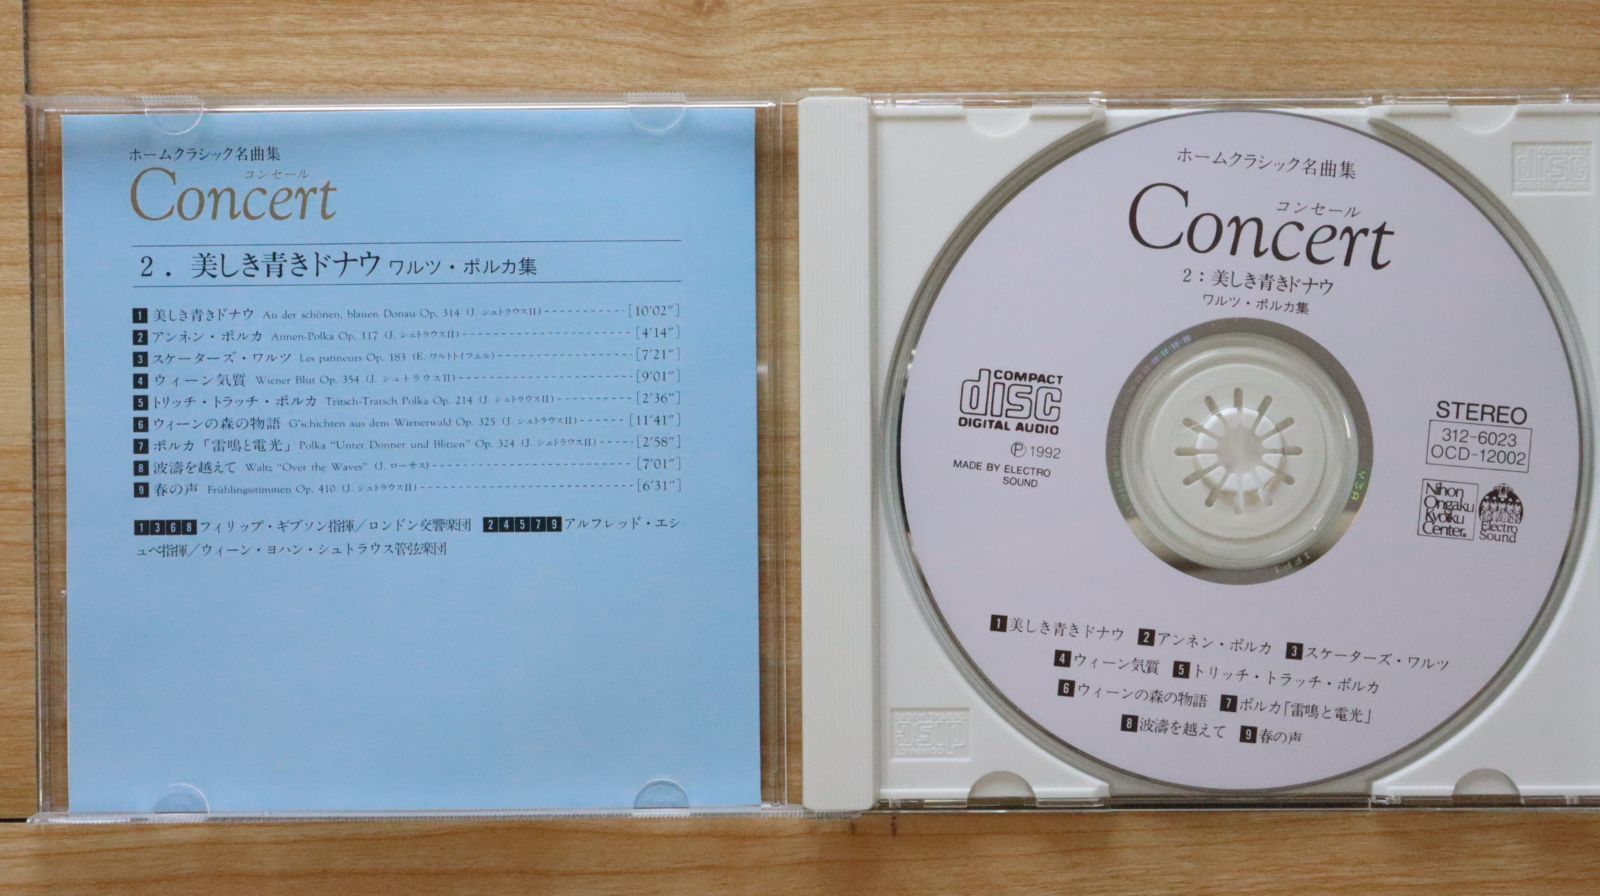 ホームクラシック名曲集
コンセール
Concert
2. 美しき青きドナウ ワルツ・ポルカ集
1 美しき青きドナウ An der schönen, blauen Donau Op. 314 (J. シュトラウスII) [10′02″]
2 アンネン・ポルカ Annen-Polka Op. 117 (J. シュトラウスII) [4′14″]
3 スケーターズ・ワルツ Les patineurs Op. 183 (E. ワルトトイフェル) [7′21″]
4 ウィーン気質 Wiener Blut Op. 354 (J. シュトラウスII) [9′01″]
5 トリッチ・トラッチ・ポルカ Tritsch-Tratsch Polka Op. 214 (J. シュトラウスII) [2′36″]
6 ウィーンの森の物語 G'schichten aus dem Wienerwald Op. 325 (J. シュトラウスII) [11′41″]
7 ポルカ「雷鳴と電光」 Polka "Unter Donner und Blitzen" Op. 324 (J. シュトラウスII) [2′58″]
8 波濤を越えて Waltz "Over the Waves" (J. ローサス) [7′01″]
9 春の声 Frühlingsstimmen Op. 410 (J. シュトラウスII) [6′31″]
1 3 6 8 フィリップ・ギブソン指揮／ロンドン交響楽団 2 4 5 7 9 アルフレッド・エシ
ュベ指揮／ウィーン・ヨハン・シュトラウス管弦楽団
ホームクラシック名曲集
コンセール
Concert
2：美しき青きドナウ
ワルツ・ポルカ集
COMPACT
disc
DIGITAL AUDIO
Ⓟ 1992
MADE BY ELECTRO
SOUND
STEREO
312-6023
OCD-12002
Nihon
Ongaku
Kyoiku
Center.
Electro
Sound
1 美しき青きドナウ 2 アンネン・ポルカ 3 スケーターズ・ワルツ
4 ウィーン気質 5 トリッチ・トラッチ・ポルカ
6 ウィーンの森の物語 7 ポルカ「雷鳴と電光」
8 波濤を越えて 9 春の声
IFPI
COMPACT
disc
DIGITAL AUDIO
COMPACT
disc
DIGITAL AUDIO